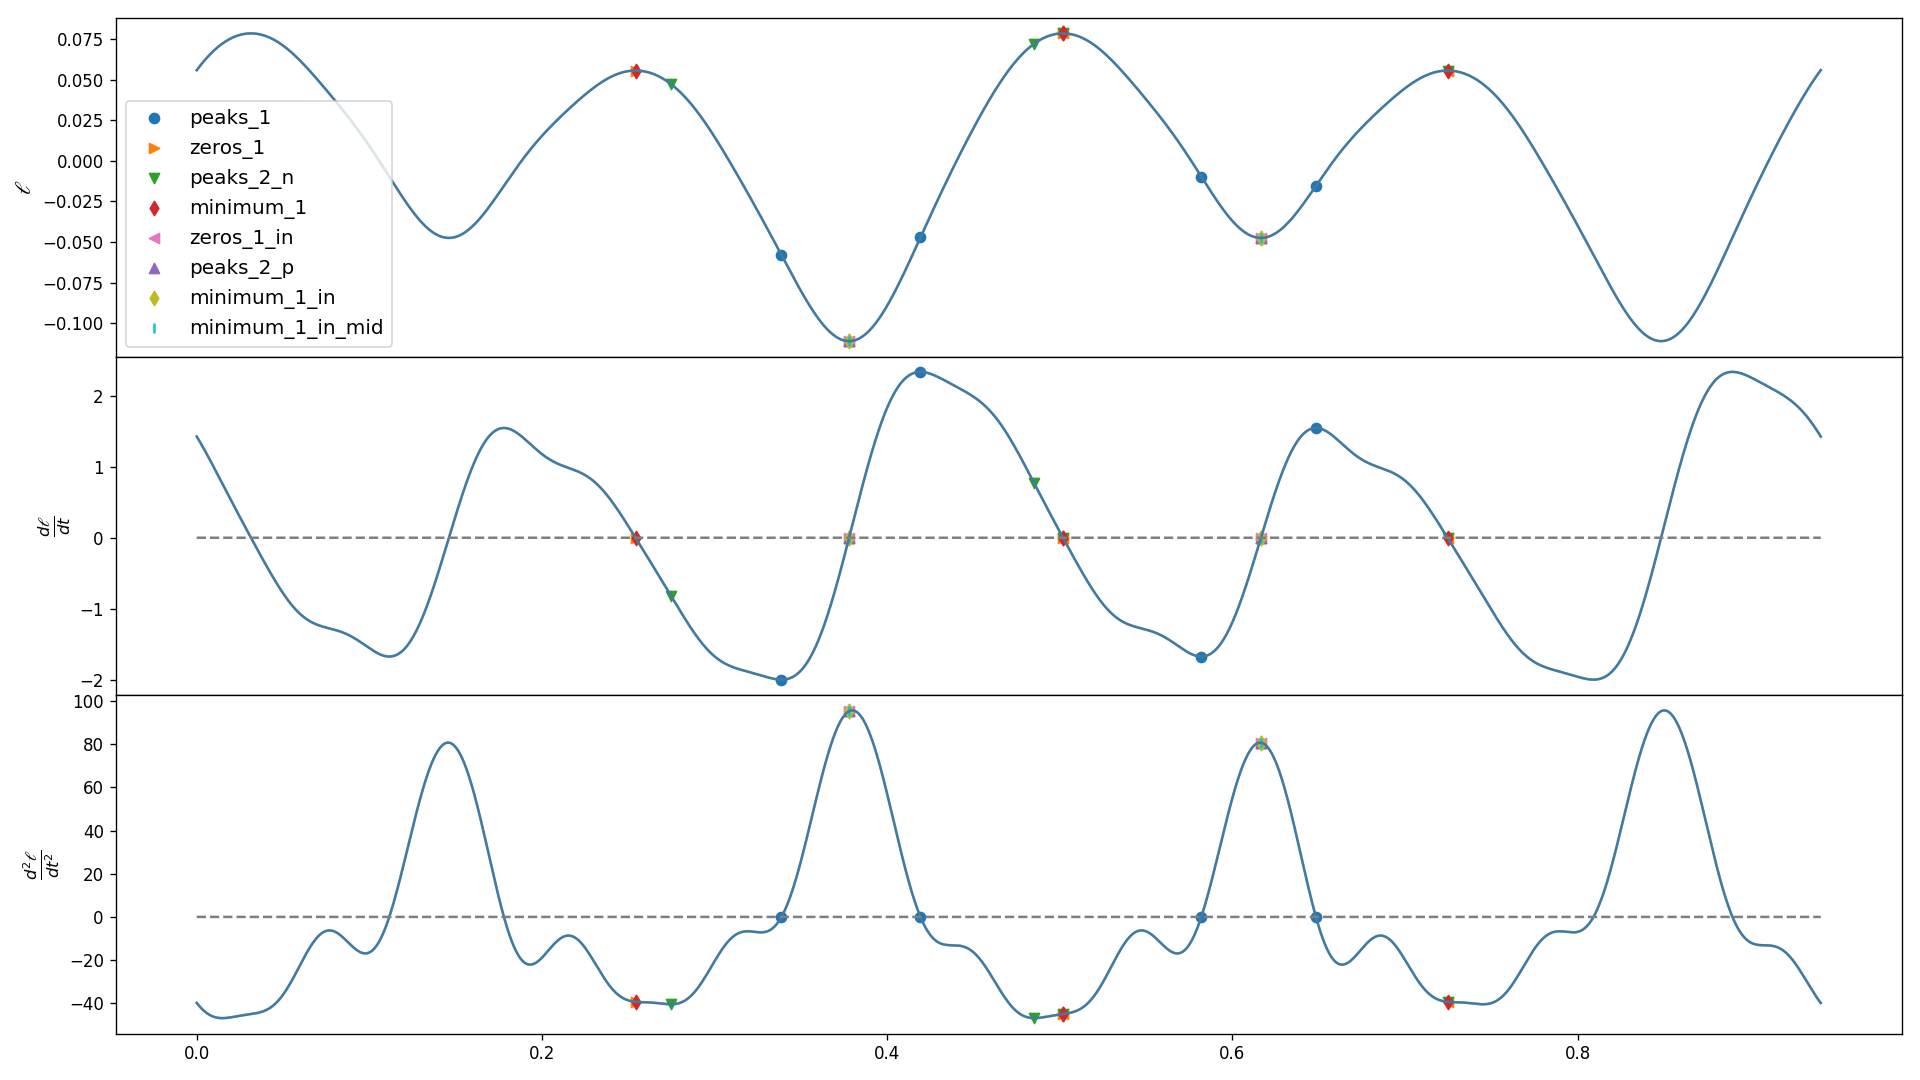 0.075
0.050
0.025
0.000
−0.025
−0.050
−0.075
−0.100
ℓ
peaks_1
zeros_1
peaks_2_n
minimum_1
zeros_1_in
peaks_2_p
minimum_1_in
minimum_1_in_mid
2
1
0
−1
−2
dℓ
dt
100
80
60
40
20
0
−20
−40
d²ℓ
dt²
0.0 0.2 0.4 0.6 0.8